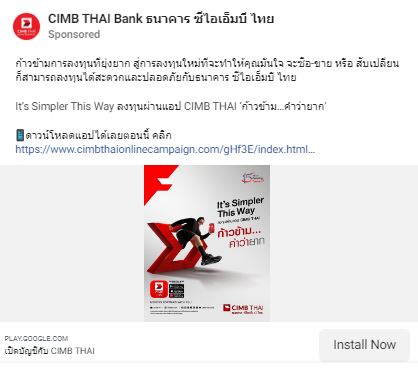 CIMB THAI Bank ธนาคาร ซีไอเอ็มบี ไทย
Sponsored
ก้าวข้ามการลงทุนที่ยุ่งยาก สู่การลงทุนใหม่ที่จะทำให้คุณมั่นใจ จะซื้อ-ขาย หรือ สับเปลี่ยน
ก็สามารถลงทุนได้สะดวกและปลอดภัยกับธนาคาร ซีไอเอ็มบี ไทย
It's Simpler This Way ลงทุนผ่านแอป CIMB THAI 'ก้าวข้าม...คำว่ายาก'
ดาวน์โหลดแอปได้เลยตอนนี้ คลิก
https://www.cimbthaionlinecampaign.com/gHf3E/index.html...
It's Simpler
This Way
ก้าวข้าม...
คำว่ายาก
CIMB THAI
PLAY.GOOGLE.COM
เปิดบัญชีกับ CIMB THAI
Install Now